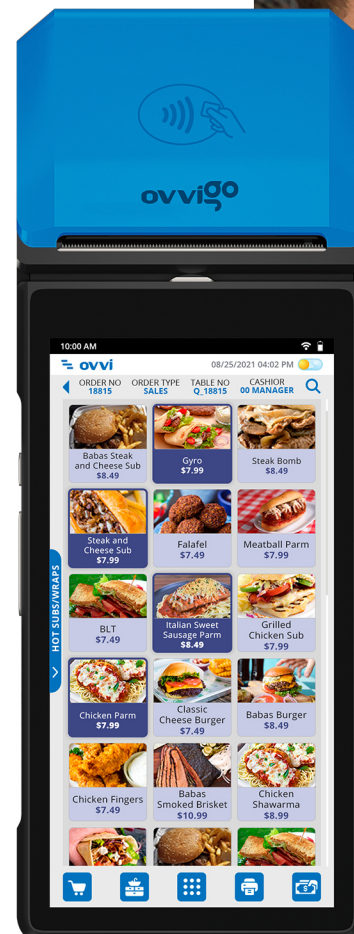 ovvigo
10:00 AM
ovvi
08/25/2021 04:02 PM
ORDER NO ORDER TYPE TABLE NO CASHIOR
18815 SALES Q_18815 00 MANAGER
HOT SUBS/WRAPS
Babas Steak
and Cheese Sub
$8.49
Gyro
$7.99
Steak Bomb
$8.49
Steak and
Cheese Sub
$7.99
Falafel
$7.49
Meatball Parm
$7.99
BLT
$7.49
Italian Sweet
Sausage Parm
$8.49
Grilled
Chicken Sub
$7.99
Chicken Parm
$7.99
Classic
Cheese Burger
$7.49
Babas Burger
$8.49
Chicken Fingers
$7.49
Babas
Smoked Brisket
$10.99
Chicken
Shawarma
$8.99